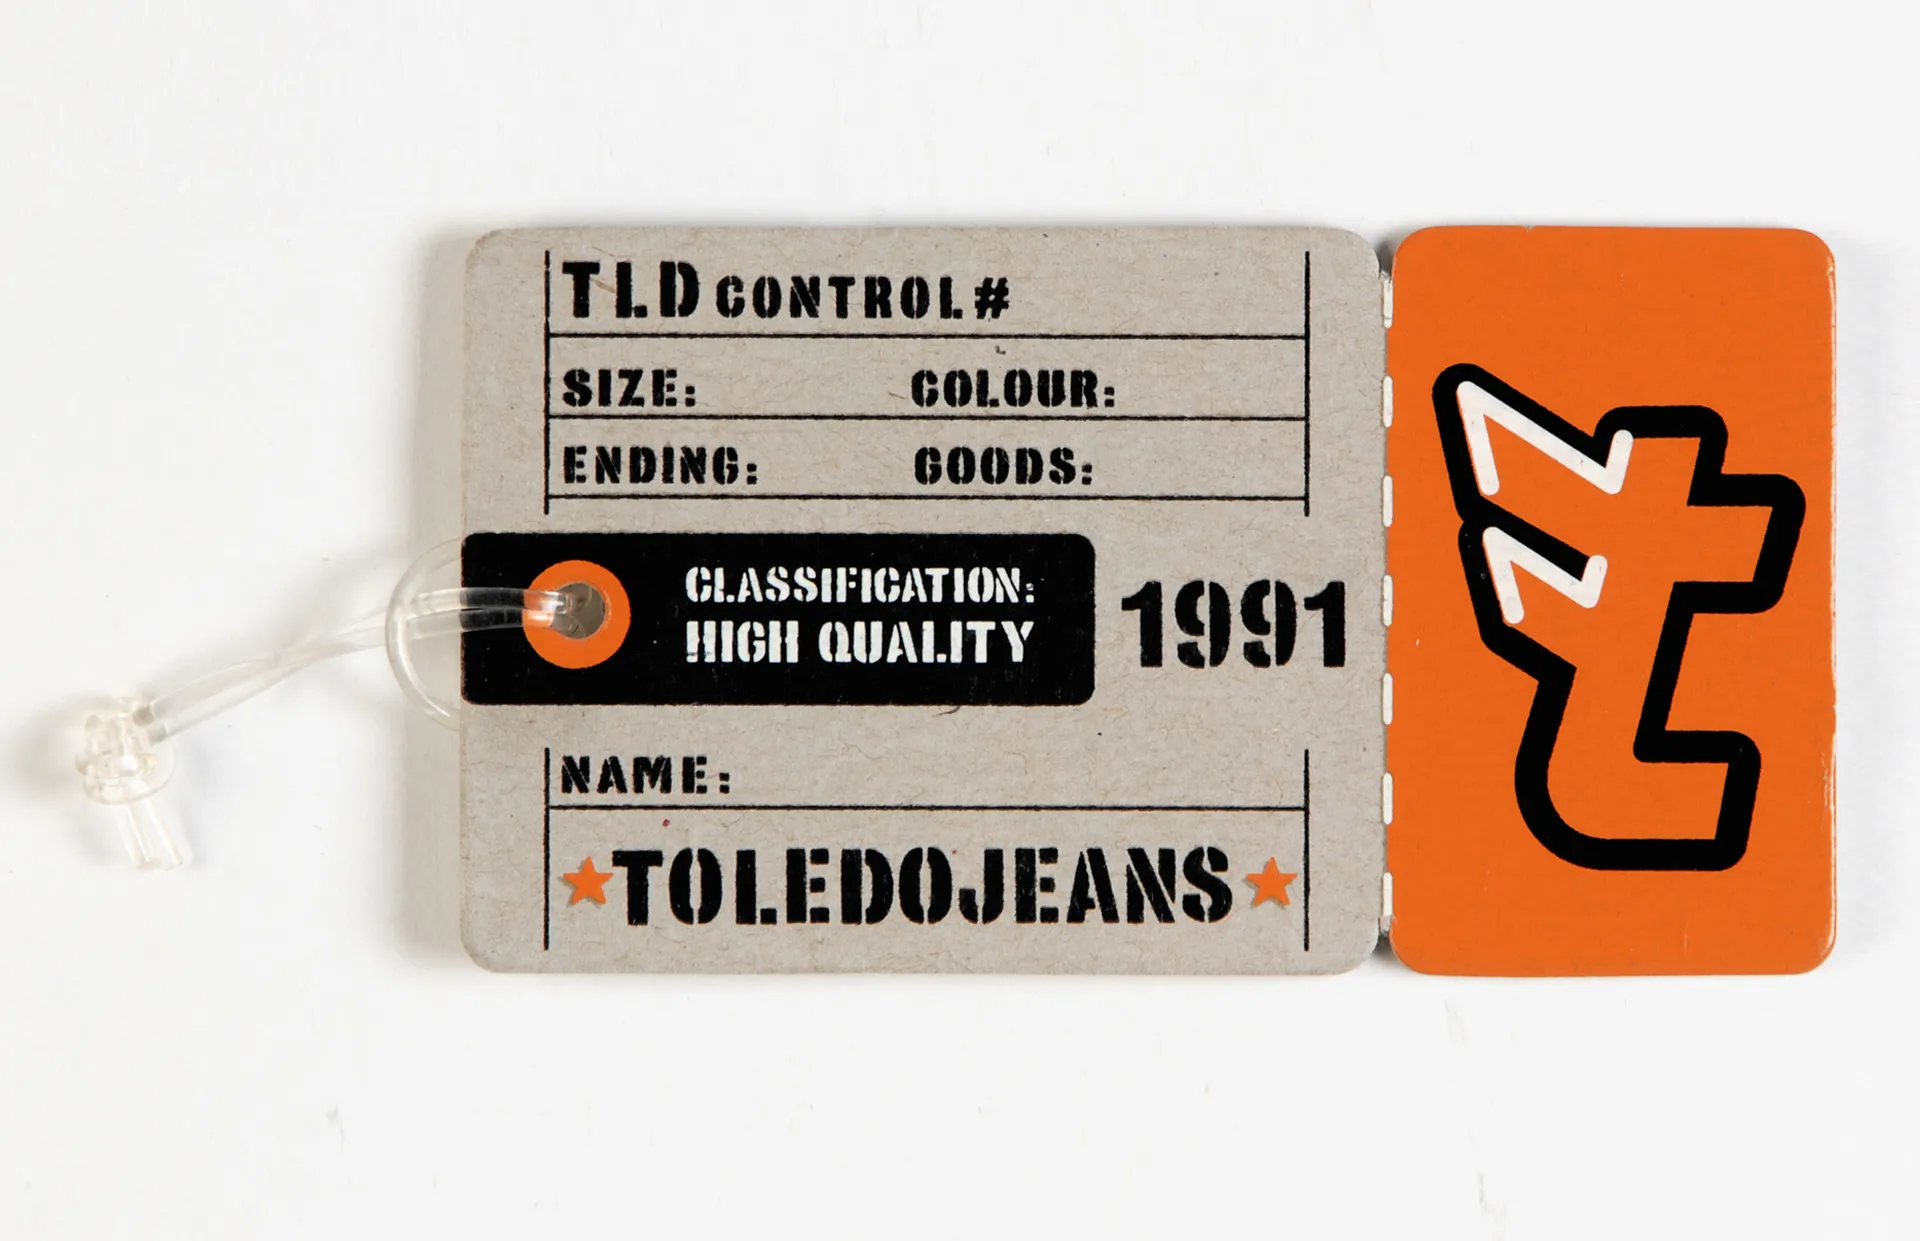 TLD CONTROL#
SIZE: COLOUR:
ENDING: GOODS:
CLASSIFICATION:
HIGH QUALITY
1991
NAME:
TOLEDOJEANS
t